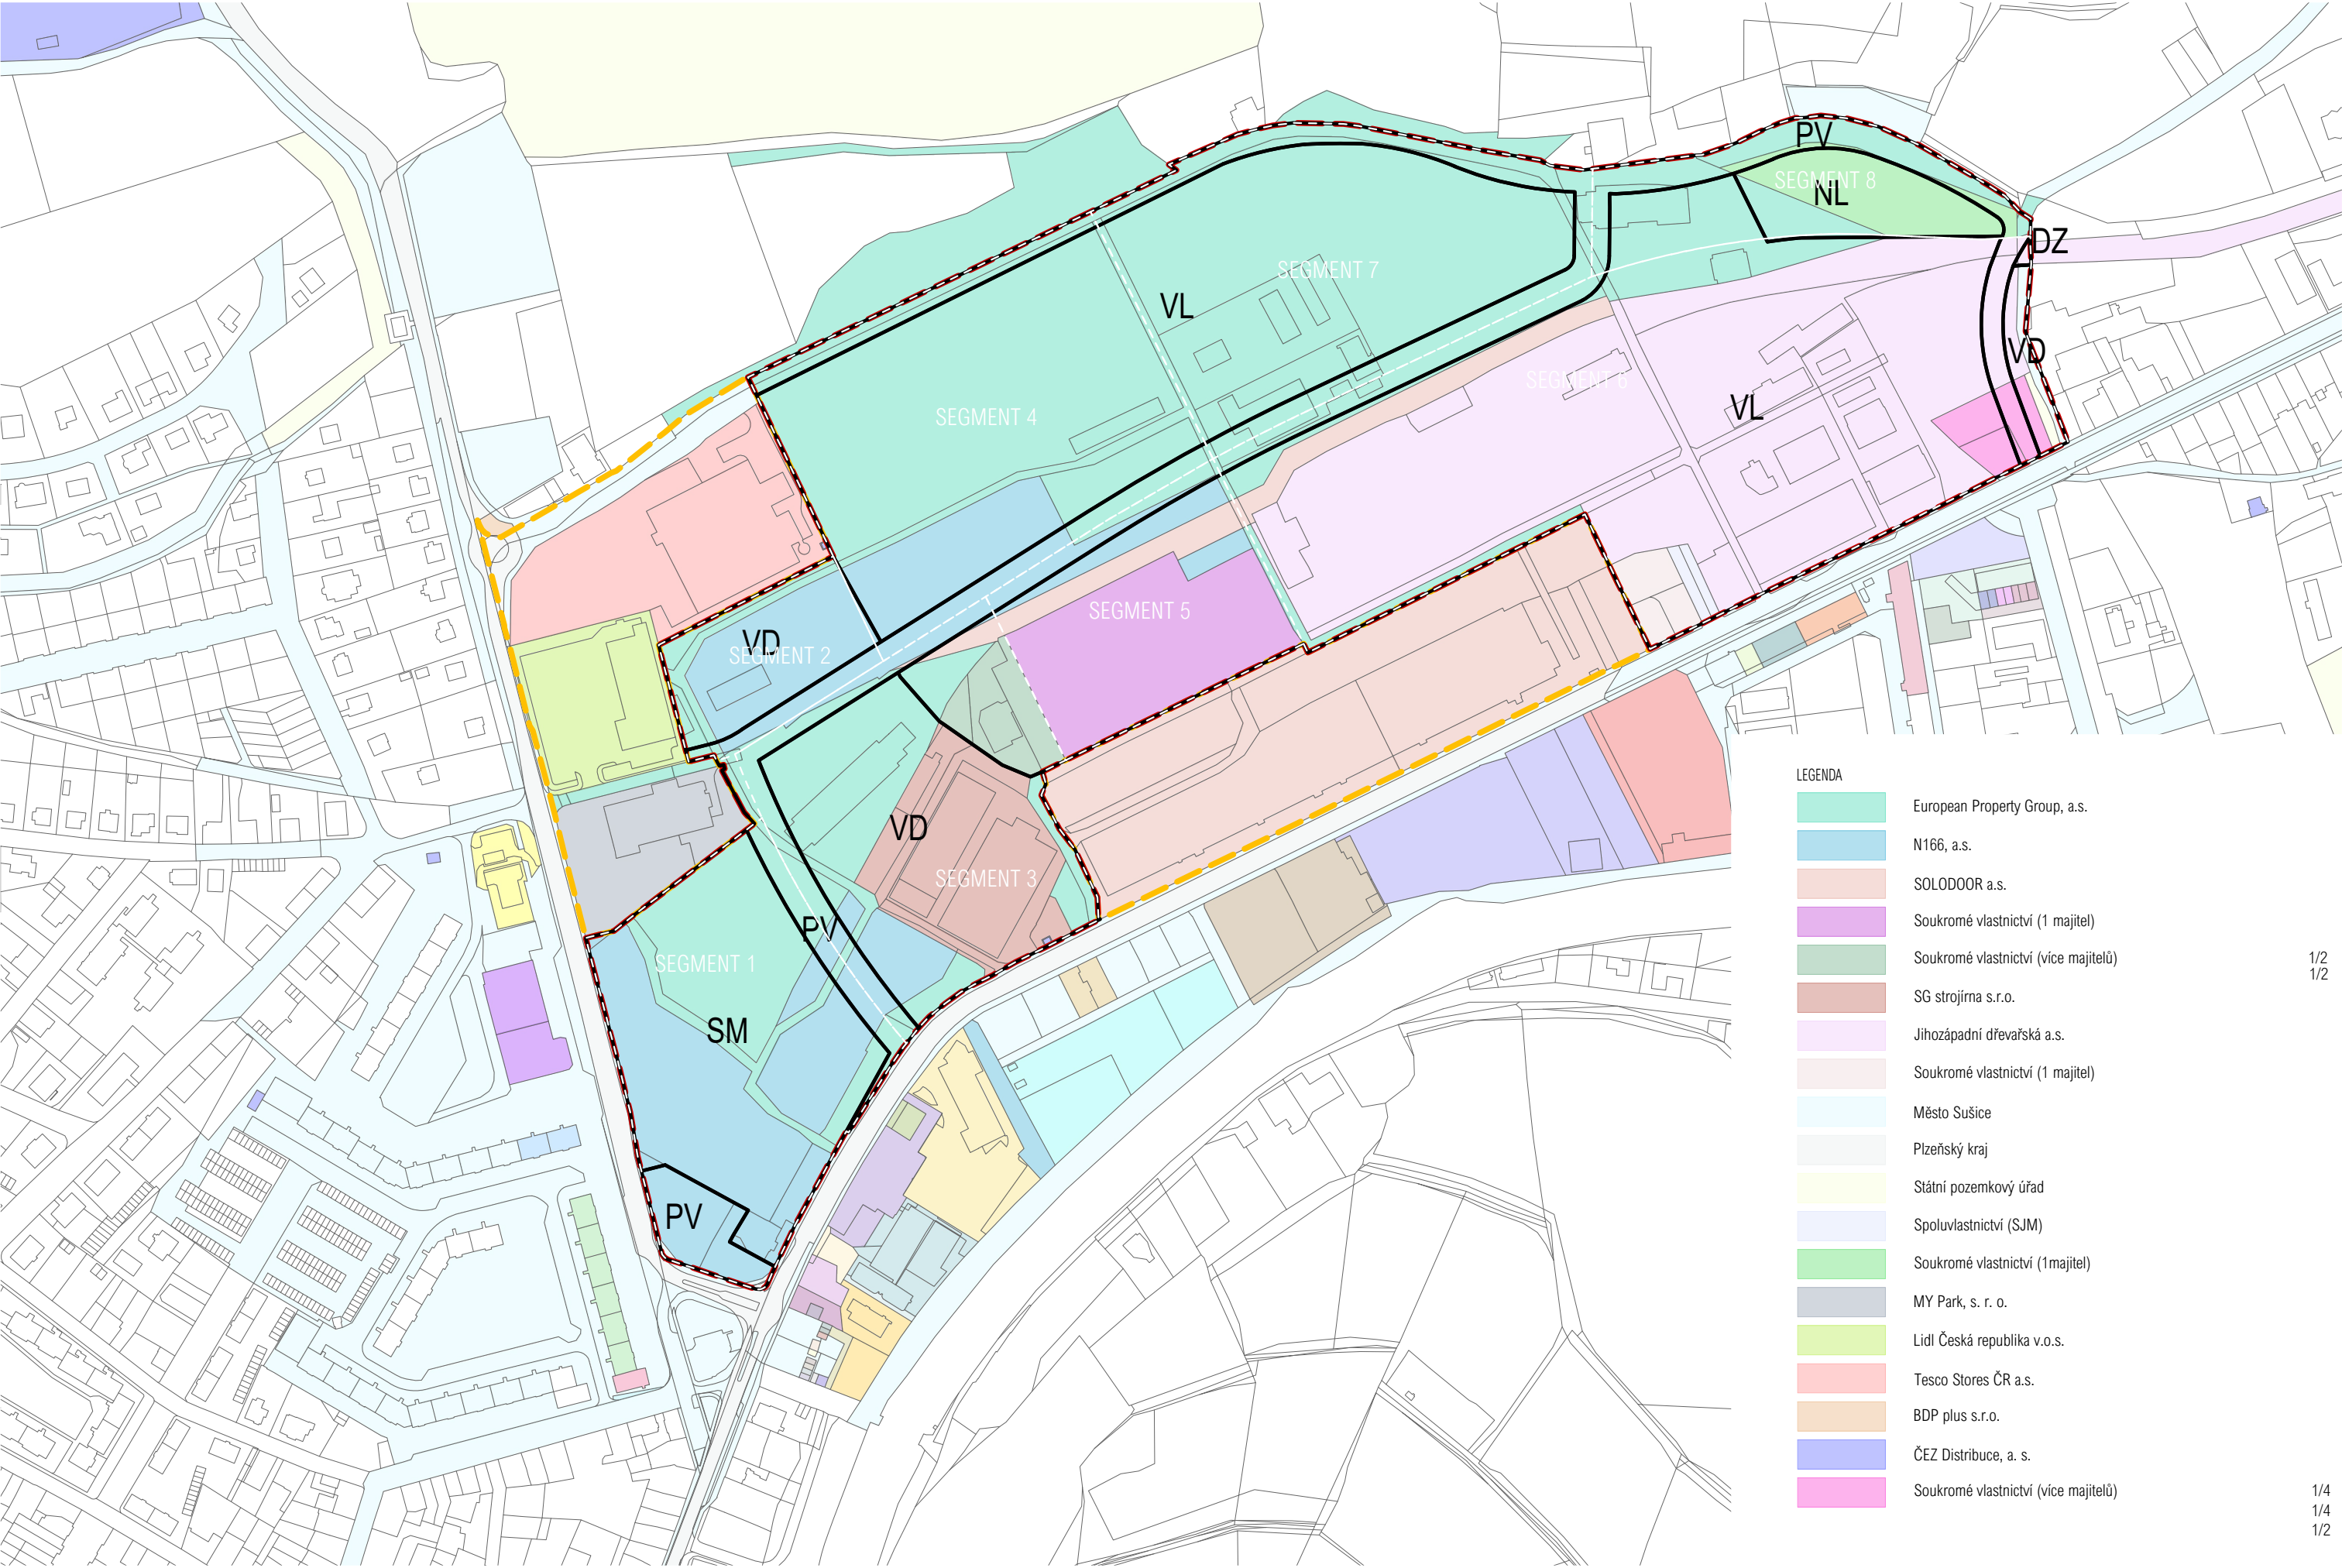 PV
SEGMENT 8
NL
DZ
SEGMENT 7
VL
VD
SEGMENT 6
VL
SEGMENT 4
SEGMENT 5
VD
SEGMENT 2
VD
SEGMENT 3
PV
SEGMENT 1
SM
PV
LEGENDA
European Property Group, a.s.
N166, a.s.
SOLODOOR a.s.
Soukromé vlastnictví (1 majitel)
Soukromé vlastnictví (více majitelů) 1/2
1/2
SG strojírna s.r.o.
Jihozápadní dřevařská a.s.
Soukromé vlastnictví (1 majitel)
Město Sušice
Plzeňský kraj
Státní pozemkový úřad
Spoluvlastnictví (SJM)
Soukromé vlastnictví (1majitel)
MY Park, s. r. o.
Lidl Česká republika v.o.s.
Tesco Stores ČR a.s.
BDP plus s.r.o.
ČEZ Distribuce, a. s.
Soukromé vlastnictví (více majitelů) 1/4
1/4
1/2